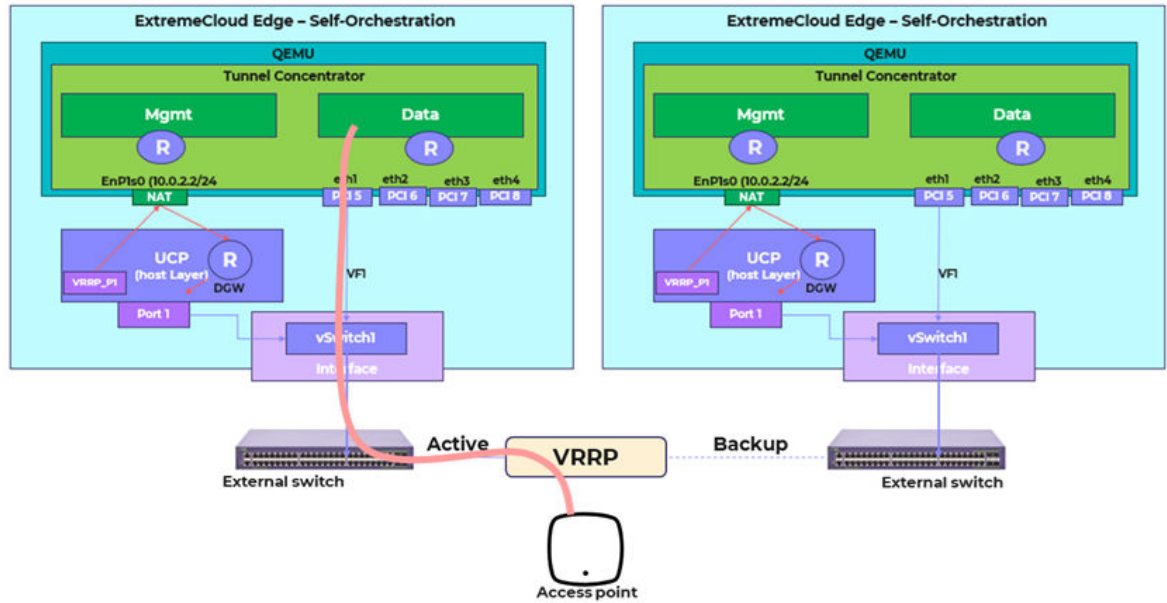 ExtremeCloud Edge – Self-Orchestration
QEMU
Tunnel Concentrator
Mgmt
Data
R
R
EnP1s0 (10.0.2.2/24
eth1
eth2
eth3
eth4
NAT
PCI 5
PCI 6
PCI 7
PCI 8
UCP
(host Layer)
R
VRRP_P1
DGW
VF1
Port 1
vSwitch1
Interface
ExtremeCloud Edge – Self-Orchestration
QEMU
Tunnel Concentrator
Mgmt
Data
R
R
EnP1s0 (10.0.2.2/24
eth1
eth2
eth3
eth4
NAT
PCI 5
PCI 6
PCI 7
PCI 8
UCP
(host Layer)
R
VRRP_P1
DGW
VF1
Port 1
vSwitch1
Interface
Active
VRRP
Backup
External switch
External switch
Access point